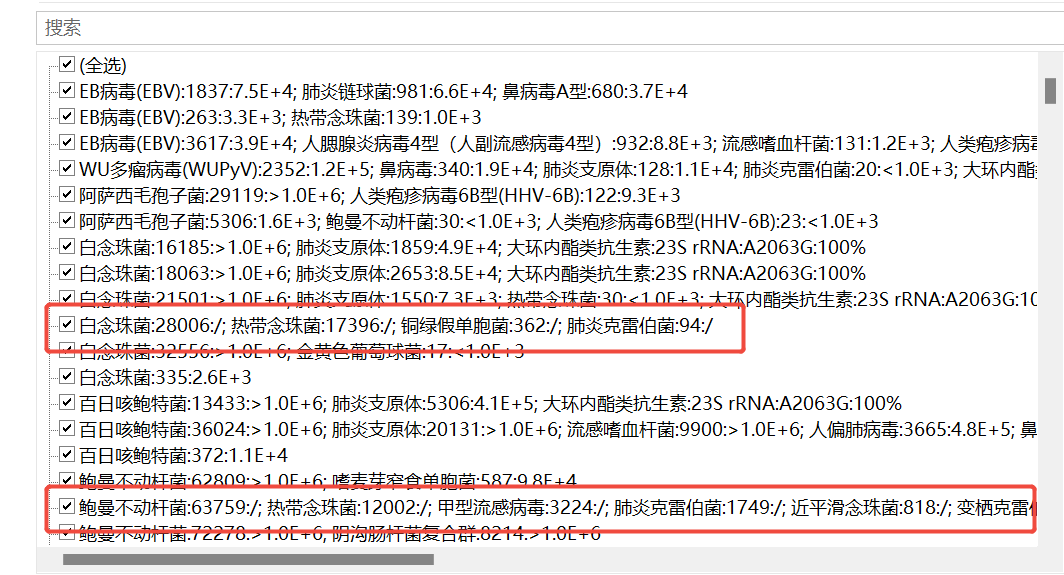 搜索
(全选)
EB病毒(EBV):1837:7.5E+4; 肺炎链球菌:981:6.6E+4; 鼻病毒A型:680:3.7E+4
EB病毒(EBV):263:3.3E+3; 热带念珠菌:139:1.0E+3
EB病毒(EBV):3617:3.9E+4; 人腮腺炎病毒4型（人副流感病毒4型）:932:8.8E+3; 流感嗜血杆菌:131:1.2E+3; 人类疱疹病毒
WU多瘤病毒(WUPyV):2352:1.2E+5; 鼻病毒:340:1.9E+4; 肺炎支原体:128:1.1E+4; 肺炎克雷伯菌:20:<1.0E+3; 大环内酯
阿萨西毛孢子菌:29119:>1.0E+6; 人类疱疹病毒6B型(HHV-6B):122:9.3E+3
阿萨西毛孢子菌:5306:1.6E+3; 鲍曼不动杆菌:30:<1.0E+3; 人类疱疹病毒6B型(HHV-6B):23:<1.0E+3
白念珠菌:16185:>1.0E+6; 肺炎支原体:1859:4.9E+4; 大环内酯类抗生素:23S rRNA:A2063G:100%
白念珠菌:18063:>1.0E+6; 肺炎支原体:2653:8.5E+4; 大环内酯类抗生素:23S rRNA:A2063G:100%
白念珠菌:21501:>1.0E+6; 肺炎支原体:1550:7.3E+3; 热带念珠菌:30:<1.0E+3; 大环内酯类抗生素:23S rRNA:A2063G:10
白念珠菌:28006:/; 热带念珠菌:17396:/; 铜绿假单胞菌:362:/; 肺炎克雷伯菌:94:/
白念珠菌:32556:>1.0E+6; 金黄色葡萄球菌:17:<1.0E+3
白念珠菌:335:2.6E+3
百日咳鲍特菌:13433:>1.0E+6; 肺炎支原体:5306:4.1E+5; 大环内酯类抗生素:23S rRNA:A2063G:100%
百日咳鲍特菌:36024:>1.0E+6; 肺炎支原体:20131:>1.0E+6; 流感嗜血杆菌:9900:>1.0E+6; 人偏肺病毒:3665:4.8E+5; 鼻
百日咳鲍特菌:372:1.1E+4
鲍曼不动杆菌:62809:>1.0E+6; 嗜麦芽窄食单胞菌:587:9.8E+4
鲍曼不动杆菌:63759:/; 热带念珠菌:12002:/; 甲型流感病毒:3224:/; 肺炎克雷伯菌:1749:/; 近平滑念珠菌:818:/; 变栖克雷伯
鲍曼不动杆菌:72278:>1.0E+6; 阴沟肠杆菌复合群:8214:>1.0E+6